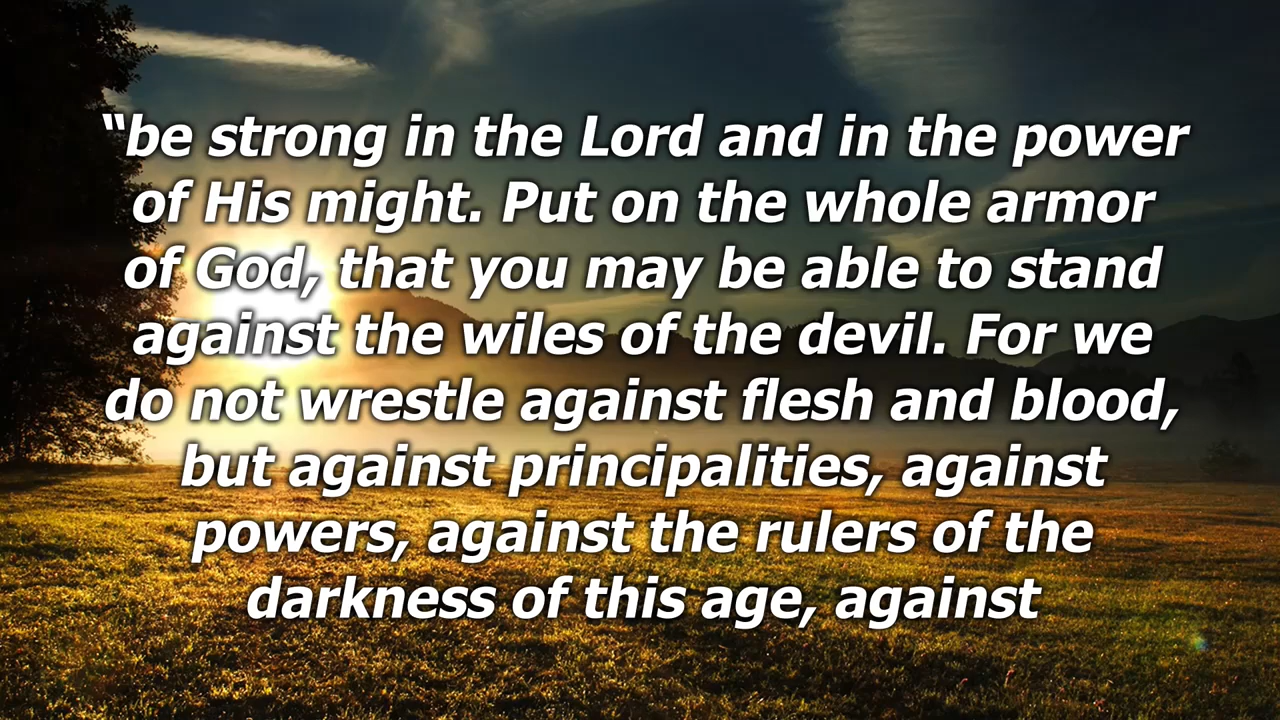 “be strong in the Lord and in the power
of His might. Put on the whole armor
of God, that you may be able to stand
against the wiles of the devil. For we
do not wrestle against flesh and blood,
but against principalities, against
powers, against the rulers of the
darkness of this age, against